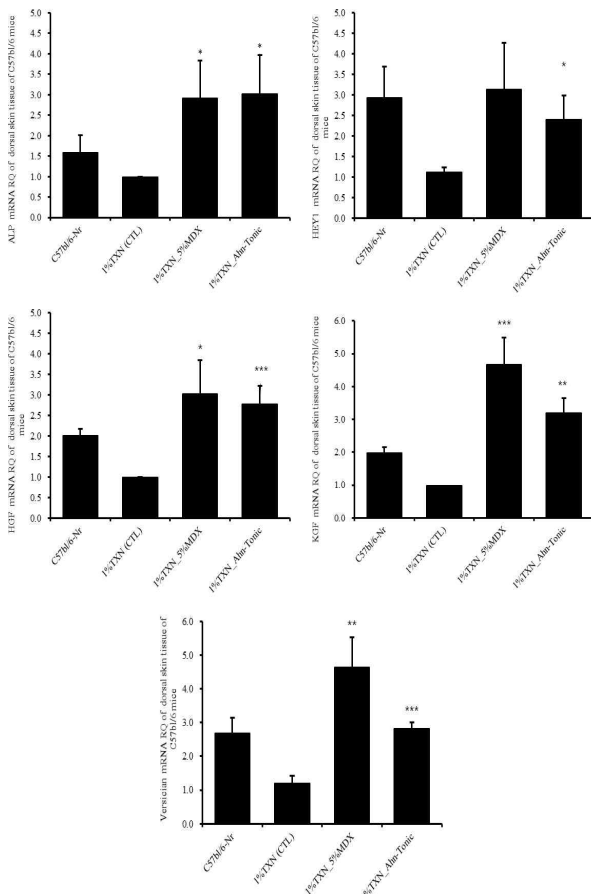 ALP mRNA RQ of dorsal skin tissue of C57bl/6 mice
5.0
4.5
4.0
3.5
3.0
2.5
2.0
1.5
1.0
0.5
0.0
*
*
C57bl/6-Nr
1%TXN (CTL)
1%TXN_5%MDX
1%TXN_Ahn-Tonic
HEY1 mRNA RQ of dorsal skin tissue of C57bl/6
mice
5.0
4.5
4.0
3.5
3.0
2.5
2.0
1.5
1.0
0.5
0.0
*
C57bl/6-Nr
1%TXN (CTL)
1%TXN_5%MDX
1%TXN_Ahn-Tonic
HGF mRNA RQ of dorsal skin tissue of C57bl/6
mice
5.0
4.5
4.0
3.5
3.0
2.5
2.0
1.5
1.0
0.5
0.0
*
***
C57bl/6-Nr
1%TXN (CTL)
1%TXN_5%MDX
1%TXN_Ahn-Tonic
KGF mRNA RQ of dorsal skin tissue of C57bl/6 mice
6.0
5.0
4.0
3.0
2.0
1.0
0.0
***
**
C57bl/6-Nr
1%TXN (CTL)
1%TXN_5%MDX
1%TXN_Ahn-Tonic
Versician mRNA RQ of dorsal skin tissue of
C57bl/6 mice
6.0
5.0
4.0
3.0
2.0
1.0
0.0
**
***
C57bl/6-Nr
1%TXN (CTL)
1%TXN_5%MDX
1%TXN_Ahn-Tonic